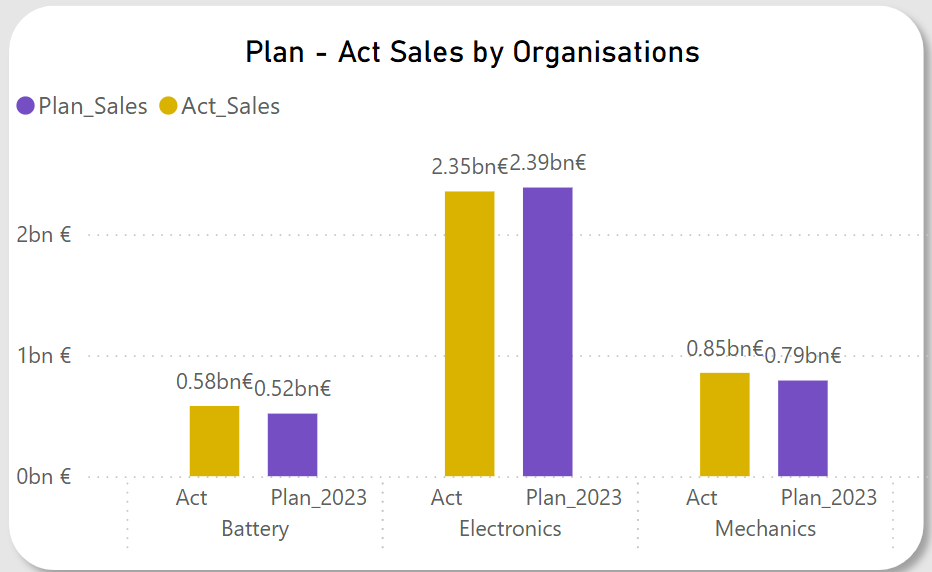 Plan - Act Sales by Organisations
Plan_Sales Act_Sales
2.35bn€ 2.39bn€
2bn €
1bn €
0.85bn€ 0.79bn€
0.58bn€ 0.52bn€
0bn €
Act Plan_2023 Act Plan_2023 Act Plan_2023
Battery Electronics Mechanics